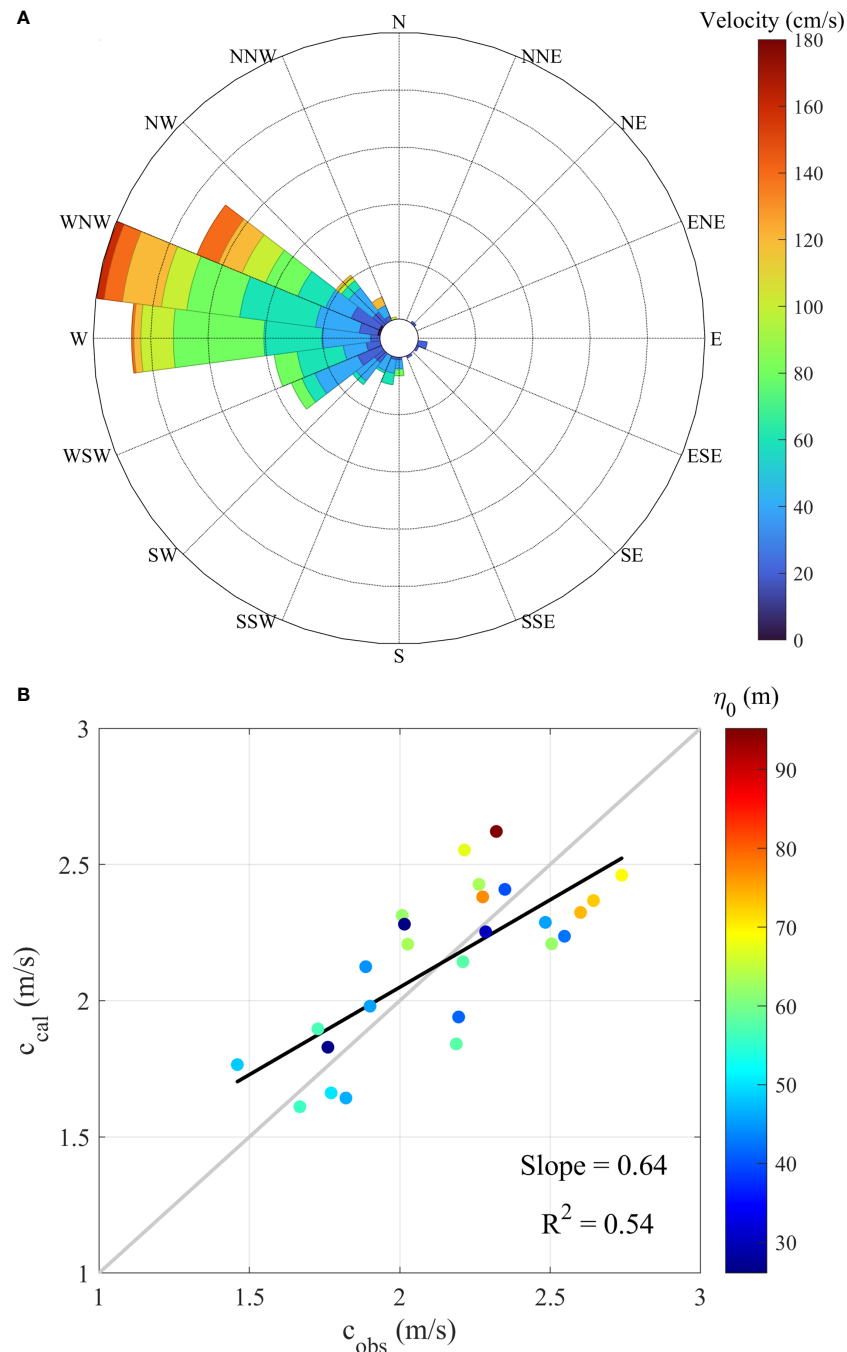 A
Velocity (cm/s)
N
NNE
NE
ENE
E
ESE
SE
SSE
S
SSW
SW
WSW
W
WNW
NW
NNW
180
160
140
120
100
80
60
40
20
0
B
η0 (m)
3
2.5
2
1.5
1
c_cal (m/s)
1
1.5
2
2.5
3
c_obs (m/s)
Slope = 0.64
R² = 0.54
90
80
70
60
50
40
30